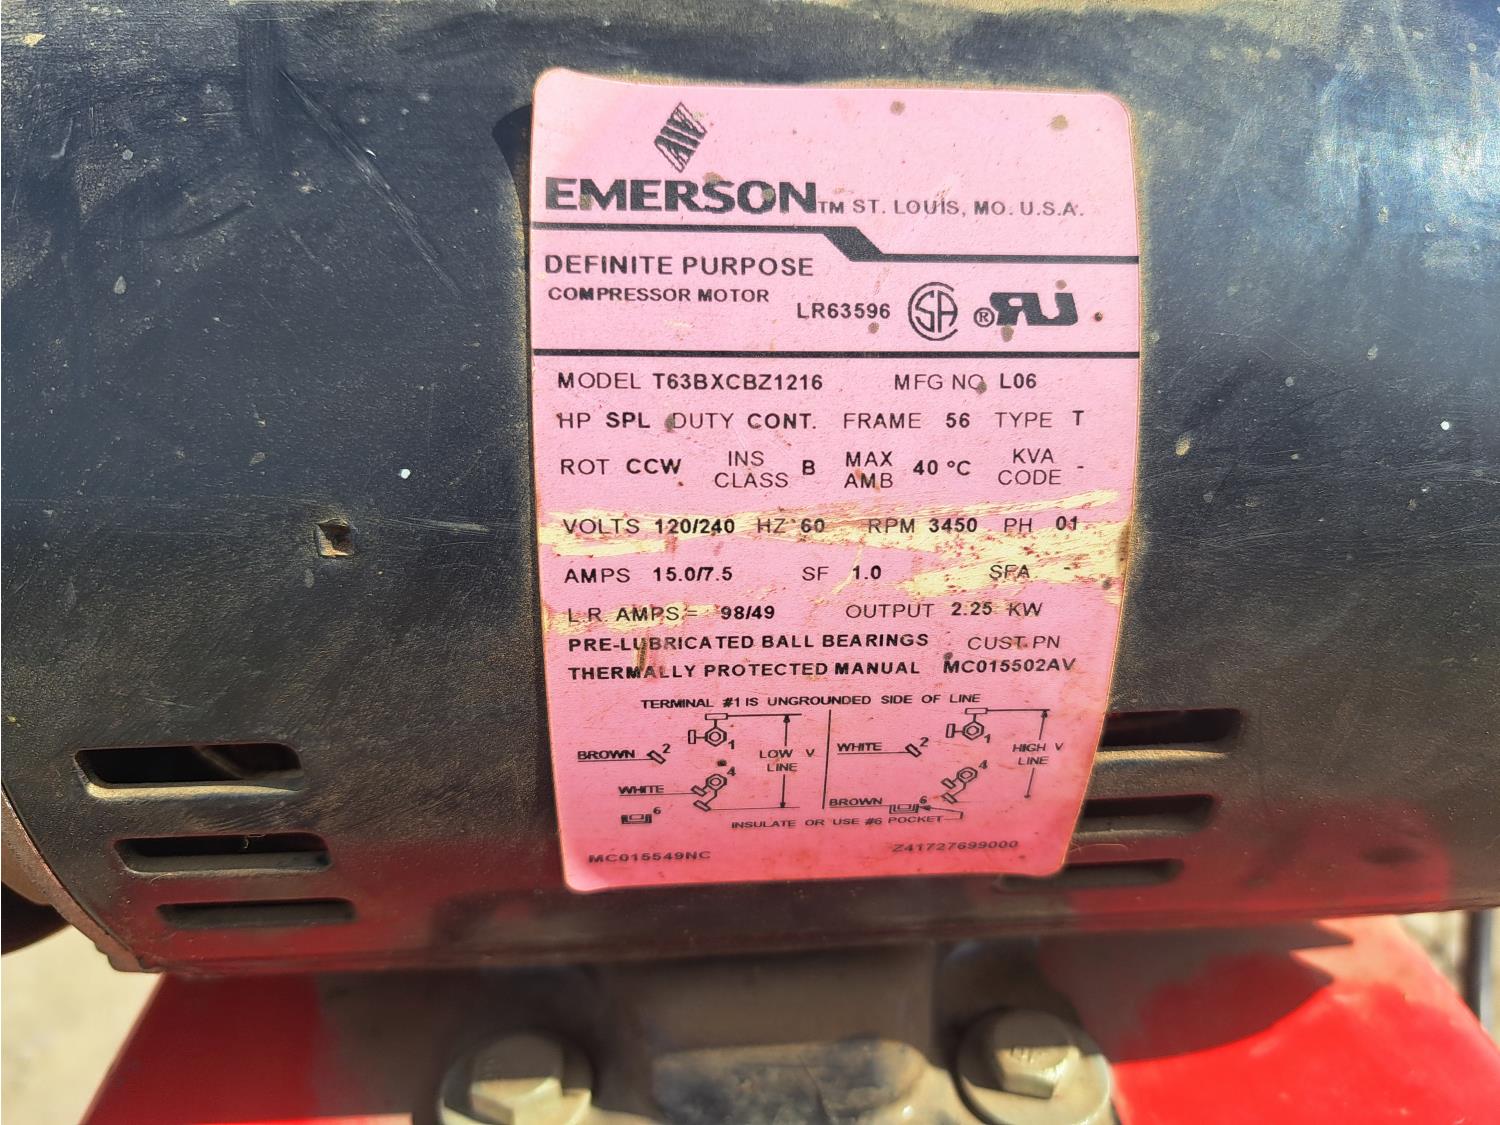 EMERSON TM ST. LOUIS, MO. U.S.A.
DEFINITE PURPOSE
COMPRESSOR MOTOR
LR63596 ®
MODEL T63BXCBZ1216 MFG NO L06
HP SPL DUTY CONT. FRAME 56 TYPE T
ROT CCW INS CLASS B MAX AMB 40 °C KVA CODE -
VOLTS 120/240 HZ 60 RPM 3450 PH 01
AMPS 15.0/7.5 SF 1.0 SFA -
L.R. AMPS= 98/49 OUTPUT 2.25 KW
PRE-LUBRICATED BALL BEARINGS CUST.PN
THERMALLY PROTECTED MANUAL MC015502AV
TERMINAL #1 IS UNGROUNDED SIDE OF LINE
BROWN 2 1 LOW V LINE
WHITE 4
6
WHITE 2 1 HIGH V LINE
4
BROWN 6
INSULATE OR USE #6 POCKET
MC015549NC Z41727699000